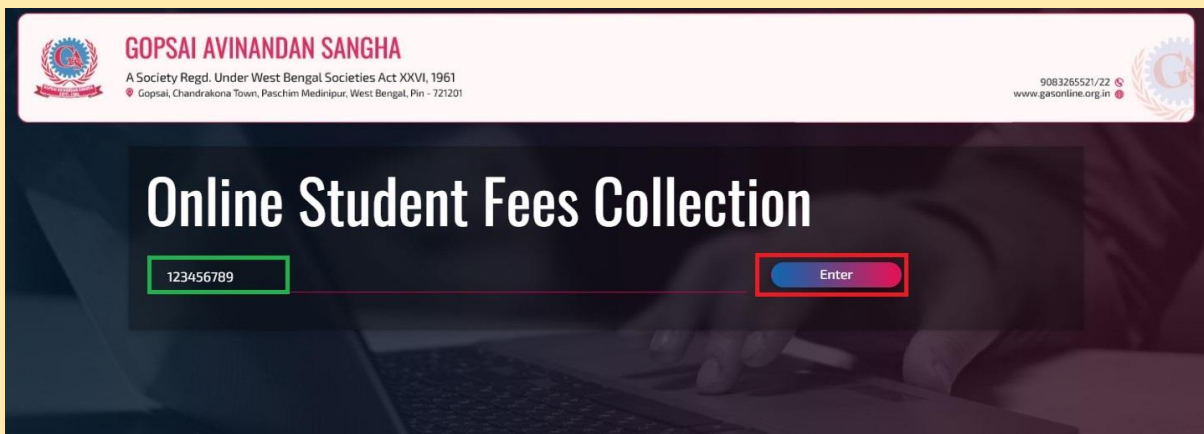 GOPSAI AVINANDAN SANGHA
A Society Regd. Under West Bengal Societies Act XXVI, 1961
Gopsai, Chandrakona Town, Paschim Medinipur, West Bengal, Pin - 721201
9083265521/22
www.gasonline.org.in
Online Student Fees Collection
123456789 Enter